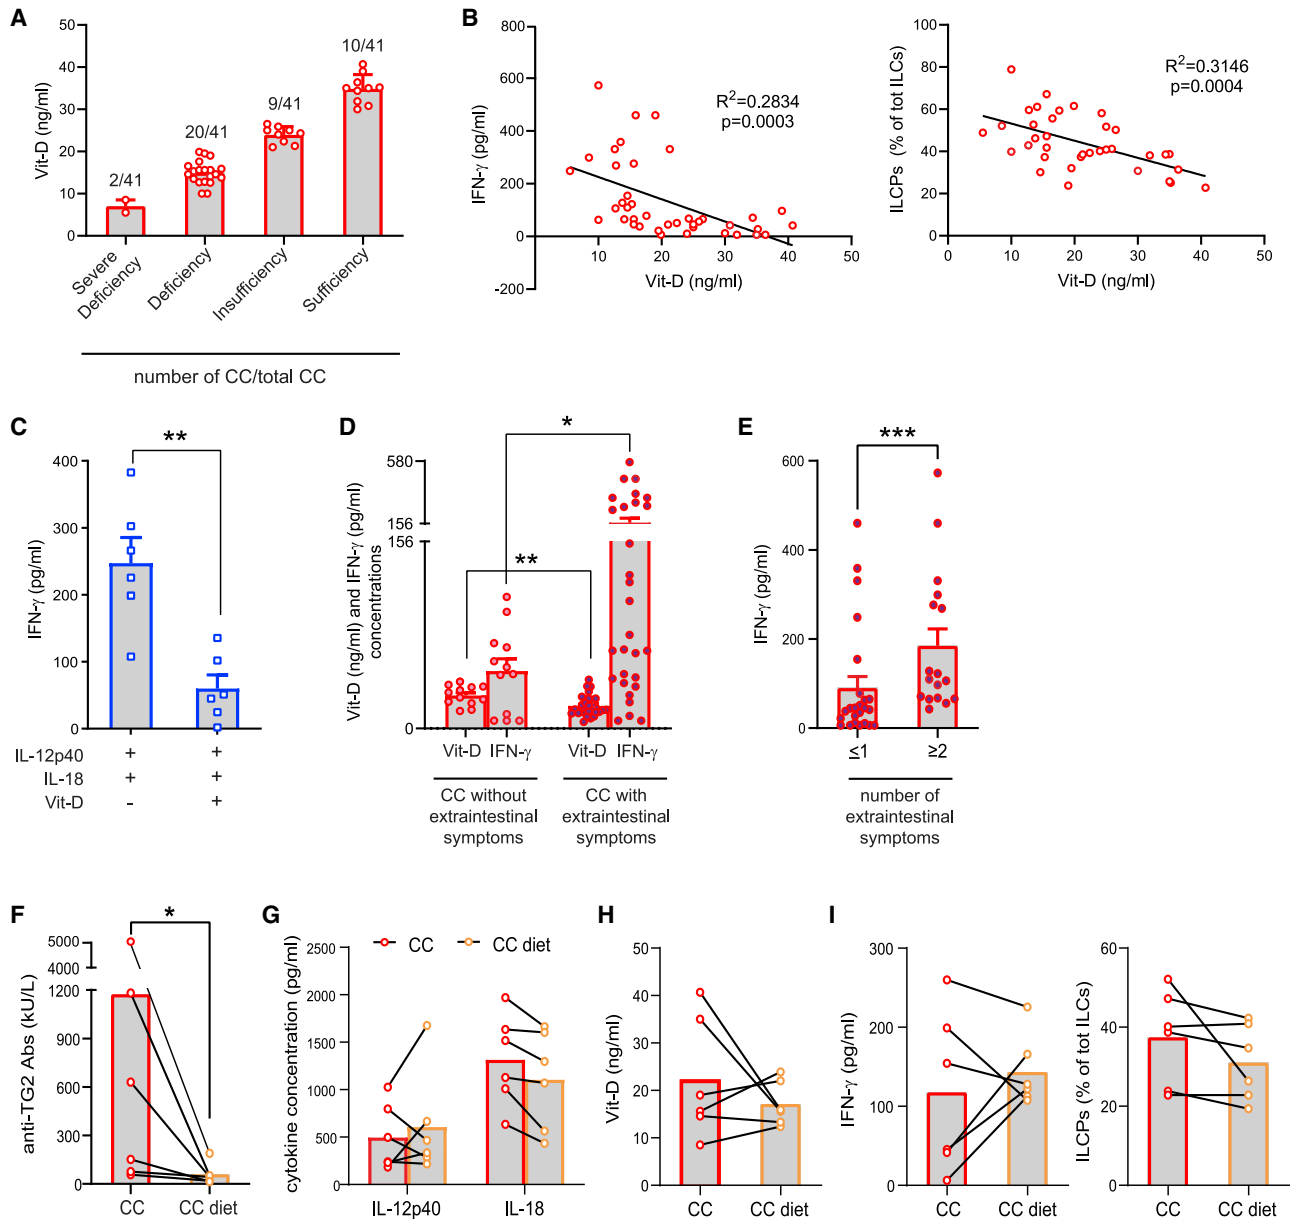 A
Vit-D (ng/ml)
50
40
30
20
10
0
2/41
20/41
9/41
10/41
Severe
Deficiency
Deficiency
Insufficiency
Sufficiency
number of CC/total CC
B
IFN-γ (pg/ml)
800
600
400
200
0
-200
10 20 30 40 50
Vit-D (ng/ml)
R²=0.2834
p=0.0003
ILCPs (% of tot ILCs)
100
80
60
40
20
0
0 10 20 30 40 50
Vit-D (ng/ml)
R²=0.3146
p=0.0004
C
IFN-γ (pg/ml)
400
300
200
100
0
**
IL-12p40 + +
IL-18 + +
Vit-D - +
D
Vit-D (ng/ml) and IFN-γ (pg/ml)
concentrations
580
156
156
0
*
**
Vit-D IFN-γ Vit-D IFN-γ
CC without
extraintestinal
symptoms
CC with
extraintestinal
symptoms
E
IFN-γ (pg/ml)
600
400
200
0
***
≤1 ≥2
number of
extraintestinal
symptoms
F
anti-TG2 Abs (kU/L)
5000
4000
1200
900
600
300
0
*
CC CC diet
G
cytokine concentration (pg/ml)
2500
2000
1500
1000
500
0
CC CC diet
IL-12p40 IL-18
H
Vit-D (ng/ml)
50
40
30
20
10
0
CC CC diet
I
IFN-γ (pg/ml)
300
200
100
0
CC CC diet
ILCPs (% of tot ILCs)
60
40
20
0
CC CC diet